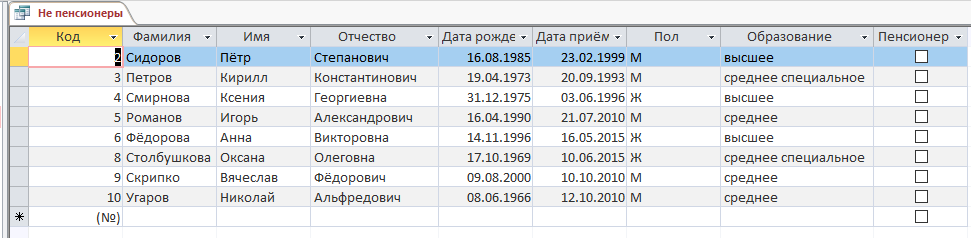 Не пенсионеры
Код Фамилия Имя Отчество Дата рожде Дата приём Пол Образование Пенсионер
2 Сидоров Пётр Степанович 16.08.1985 23.02.1999 М высшее
3 Петров Кирилл Константинович 19.04.1973 20.09.1993 М среднее специальное
4 Смирнова Ксения Георгиевна 31.12.1975 03.06.1996 Ж высшее
5 Романов Игорь Александрович 16.04.1990 21.07.2010 М среднее
6 Фёдорова Анна Викторовна 14.11.1996 16.05.2015 Ж высшее
8 Столбушкова Оксана Олеговна 17.10.1969 10.06.2015 Ж среднее специальное
9 Скрипко Вячеслав Фёдорович 09.08.2000 10.10.2010 М среднее
10 Угаров Николай Альфредович 08.06.1966 12.10.2010 М среднее
(№)